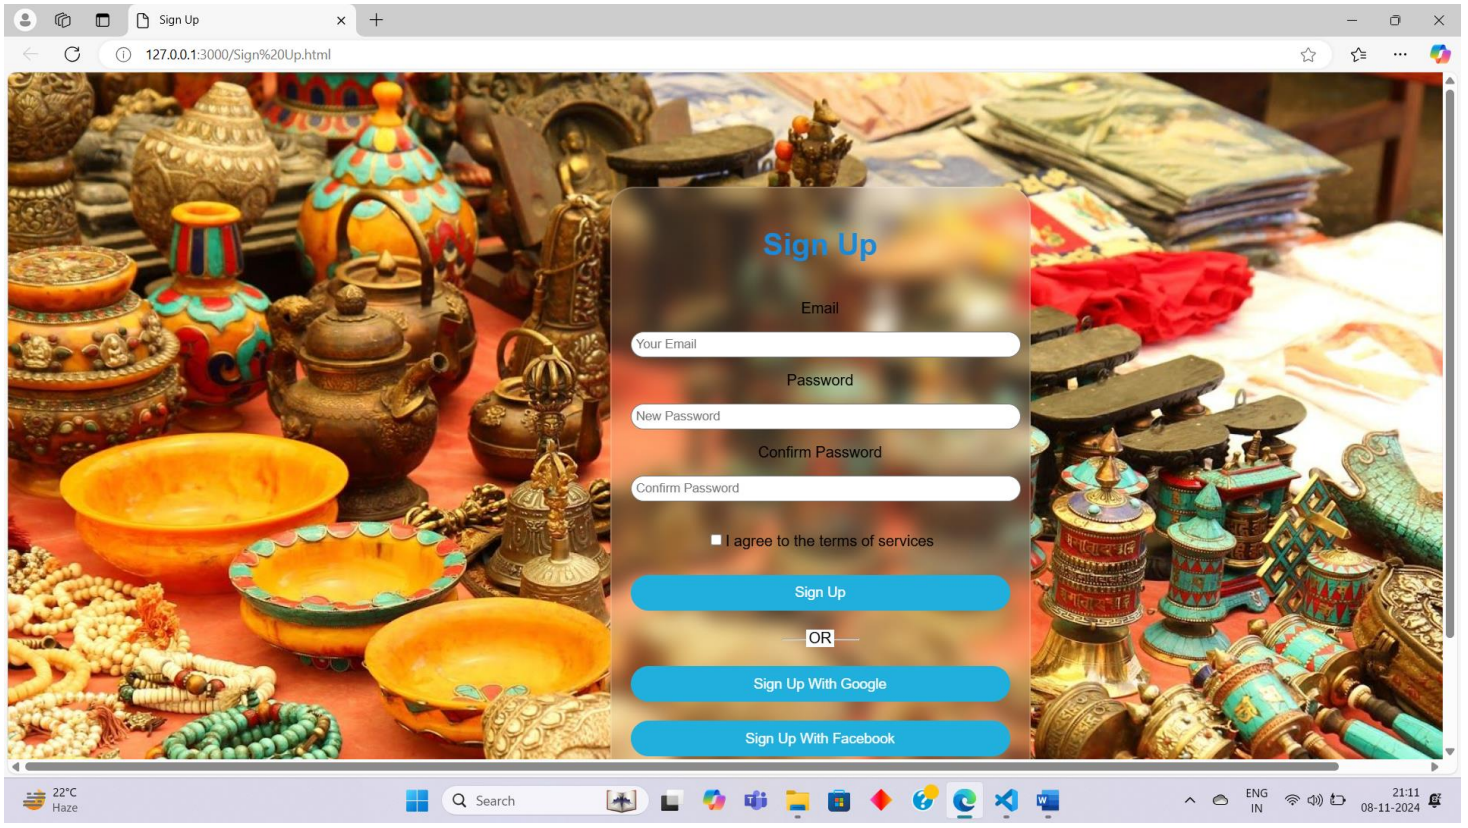 Sign Up
127.0.0.1:3000/Sign%20Up.html
Sign Up
Email
Your Email
Password
New Password
Confirm Password
Confirm Password
I agree to the terms of services
Sign Up
OR
Sign Up With Google
Sign Up With Facebook
22°C
Haze
Search
ENG
IN
21:11
08-11-2024